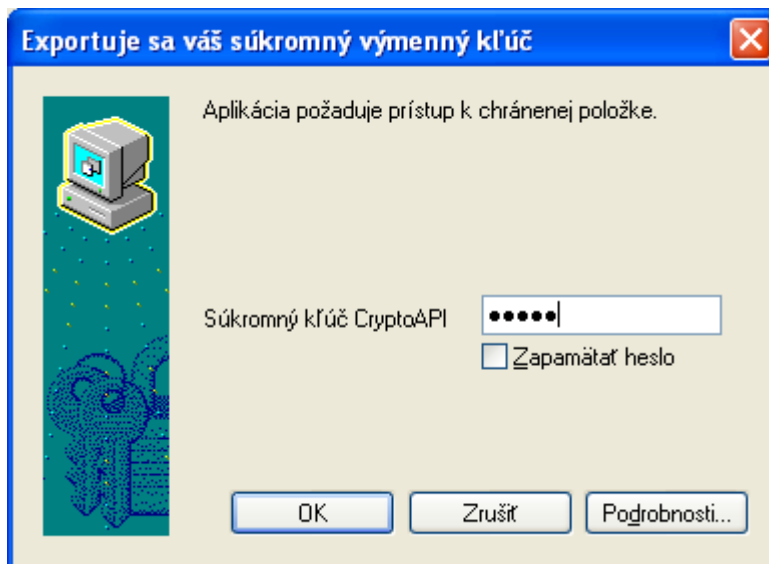 Exportuje sa váš súkromný výmenný kľúč
Aplikácia požaduje prístup k chránenej položke.
Súkromný kľúč CryptoAPI
●●●●●
Zapamätať heslo
OK
Zrušiť
Podrobnosti...